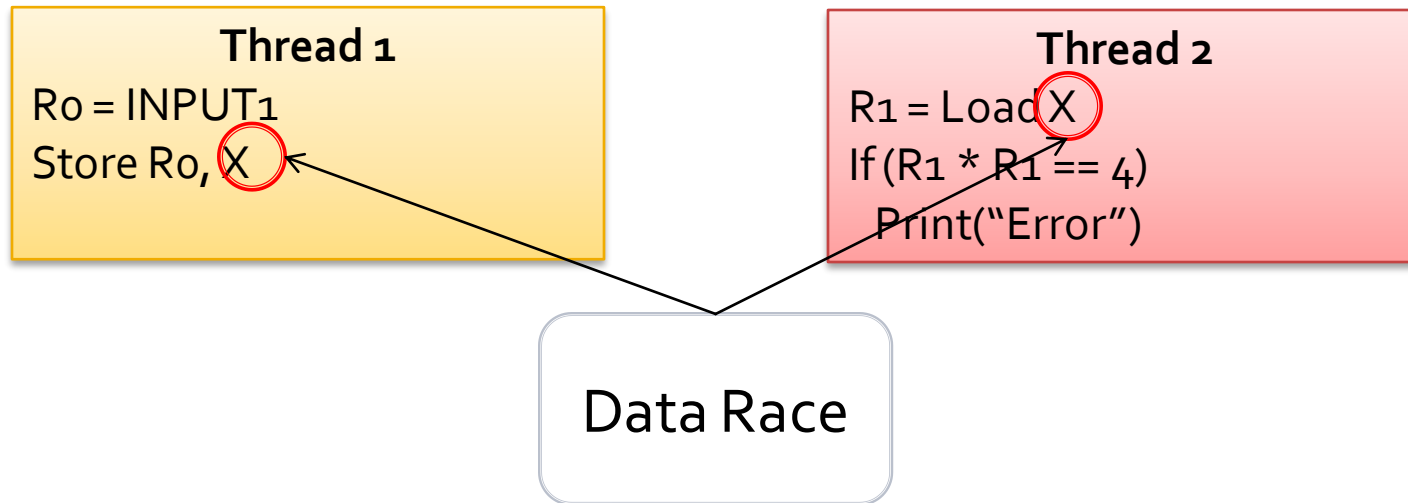 Thread 1
R0 = INPUT1
Store R0, X
Thread 2
R1 = Load X
If (R1 * R1 == 4)
Print(“Error”)
Data Race